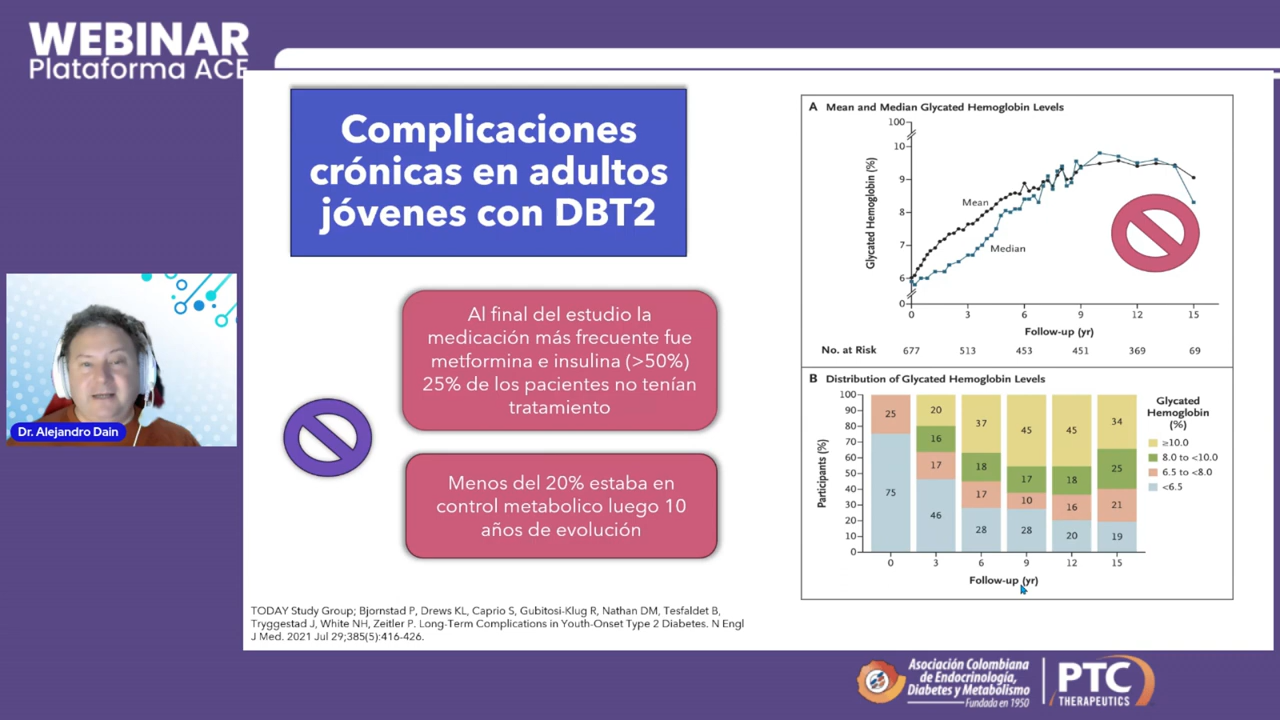 WEBINAR
Plataforma ACE
Complicaciones
crónicas en adultos
jóvenes con DBT2
Al final del estudio la
medicación más frecuente fue
metformina e insulina (>50%)
25% de los pacientes no tenían
tratamiento
Menos del 20% estaba en
control metabolico luego 10
años de evolución
Dr. Alejandro Dain
TODAY Study Group; Bjornstad P, Drews KL, Caprio S, Gubitosi-Klug R, Nathan DM, Tesfaldet B,
Tryggestad J, White NH, Zeitler P. Long-Term Complications in Youth-Onset Type 2 Diabetes. N Engl
J Med. 2021 Jul 29;385(5):416-426.
A Mean and Median Glycated Hemoglobin Levels
Glycated Hemoglobin (%)
100
10
9
8
7
6
0
Mean
Median
0 3 6 9 12 15
Follow-up (yr)
No. at Risk 677 513 453 451 369 69
B Distribution of Glycated Hemoglobin Levels
Participants (%)
100
90
80
70
60
50
40
30
20
10
0
25 20 37 45 45 34
16 18 17 18 25
17 17 10 16 21
75 46 28 28 20 19
0 3 6 9 12 15
Follow-up (yr)
Glycated
Hemoglobin
(%)
≥10.0
8.0 to <10.0
6.5 to <8.0
<6.5
Asociación Colombiana
de Endocrinología,
Diabetes y Metabolismo
Fundada en 1950
PTC
THERAPEUTICS